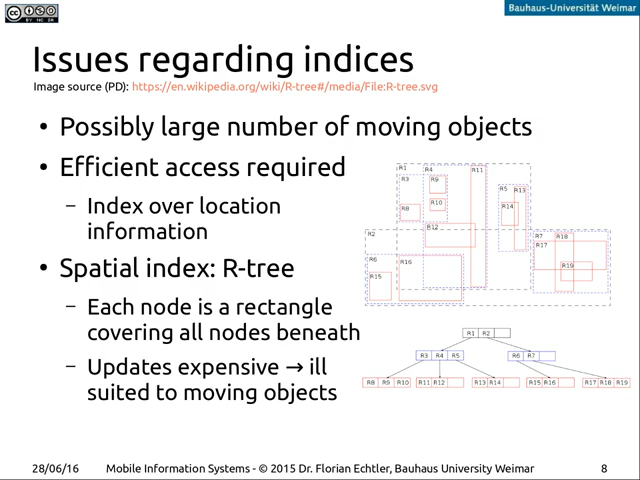 Bauhaus-Universität Weimar
Issues regarding indices
Image source (PD): https://en.wikipedia.org/wiki/R-tree#/media/File:R-tree.svg
• Possibly large number of moving objects
• Efficient access required
– Index over location
information
• Spatial index: R-tree
– Each node is a rectangle
covering all nodes beneath
– Updates expensive → ill
suited to moving objects
R1 R4 R11
R3 R9
R5 R13
R8 R10 R14
R12
R2 R7 R18
R17
R6 R16
R19
R15
R1 R2
R3 R4 R5 R6 R7
R8 R9 R10 R11 R12 R13 R14 R15 R16 R17 R18 R19
28/06/16 Mobile Information Systems - © 2015 Dr. Florian Echtler, Bauhaus University Weimar 8